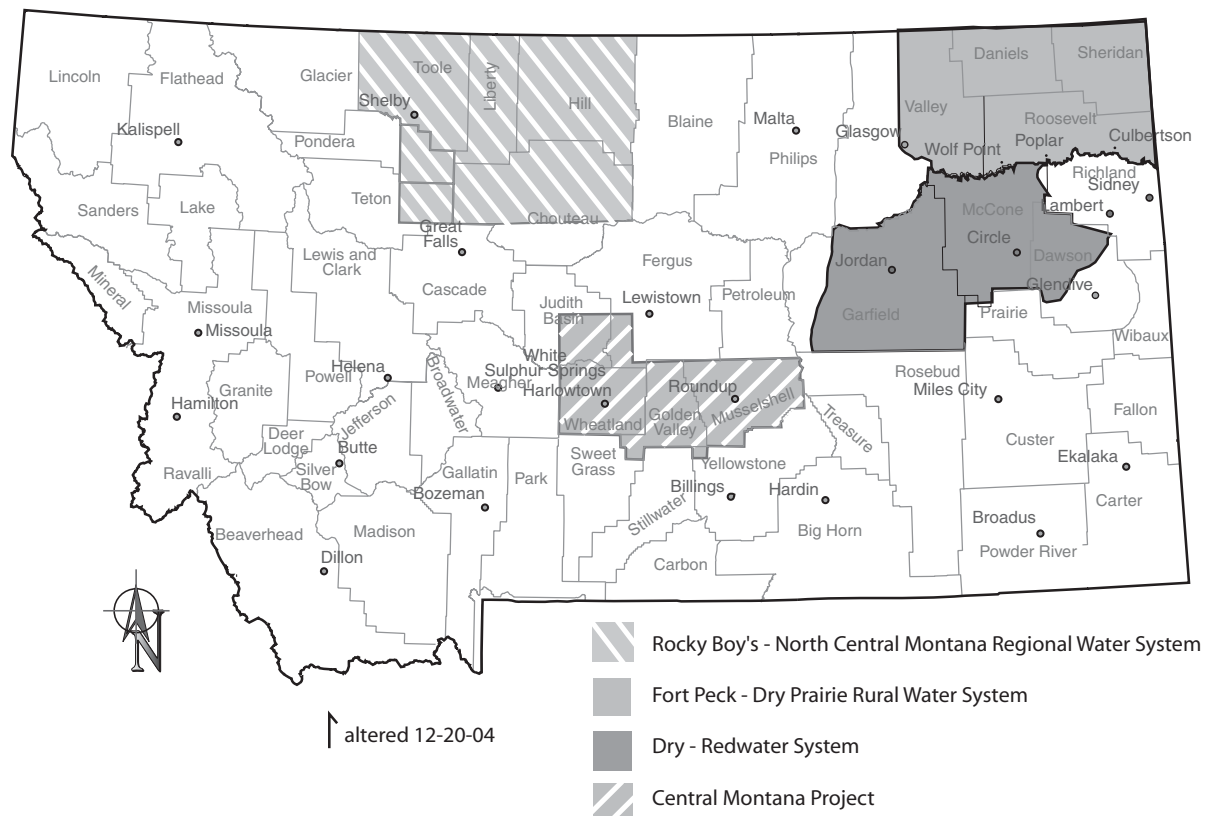 Lincoln
Flathead
Glacier
Toole
Liberty
Hill
Blaine
Malta
Philips
Daniels
Sheridan
Valley
Roosevelt
Shelby
Kalispell
Pondera
Glasgow
Wolf Point
Poplar
Culbertson
Richland
Sidney
Lambert
Teton
Chouteau
Sanders
Lake
Great
Falls
McCone
Circle
Dawson
Glendive
Jordan
Garfield
Lewis and
Clark
Cascade
Fergus
Lewistown
Petroleum
Judith
Basin
Prairie
Wibaux
Mineral
Missoula
Missoula
White
Sulphur Springs
Meagher
Harlowtown
Wheatland
Golden
Valley
Roundup
Musselshell
Rosebud
Miles City
Treasure
Custer
Fallon
Ekalaka
Carter
Helena
Powell
Granite
Broadwater
Jefferson
Hamilton
Deer
Lodge
Butte
Silver
Bow
Ravalli
Gallatin
Bozeman
Park
Sweet
Grass
Stillwater
Yellowstone
Billings
Hardin
Big Horn
Broadus
Powder River
Beaverhead
Madison
Dillon
Carbon
N
altered 12-20-04
Rocky Boy's - North Central Montana Regional Water System
Fort Peck - Dry Prairie Rural Water System
Dry - Redwater System
Central Montana Project